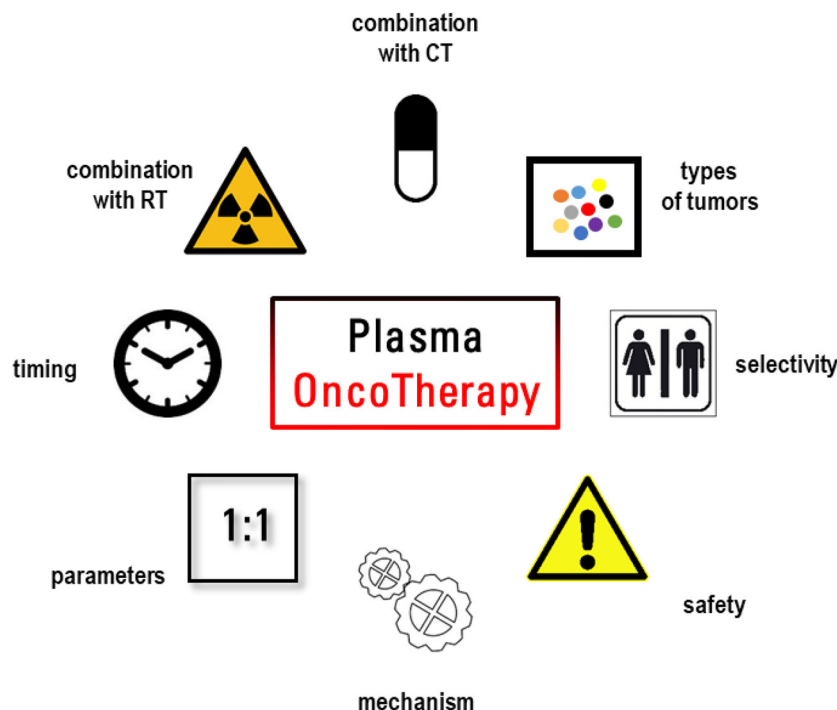 combination
with CT
combination
with RT
types
of tumors
timing
Plasma
OncoTherapy
selectivity
1:1
parameters
safety
mechanism